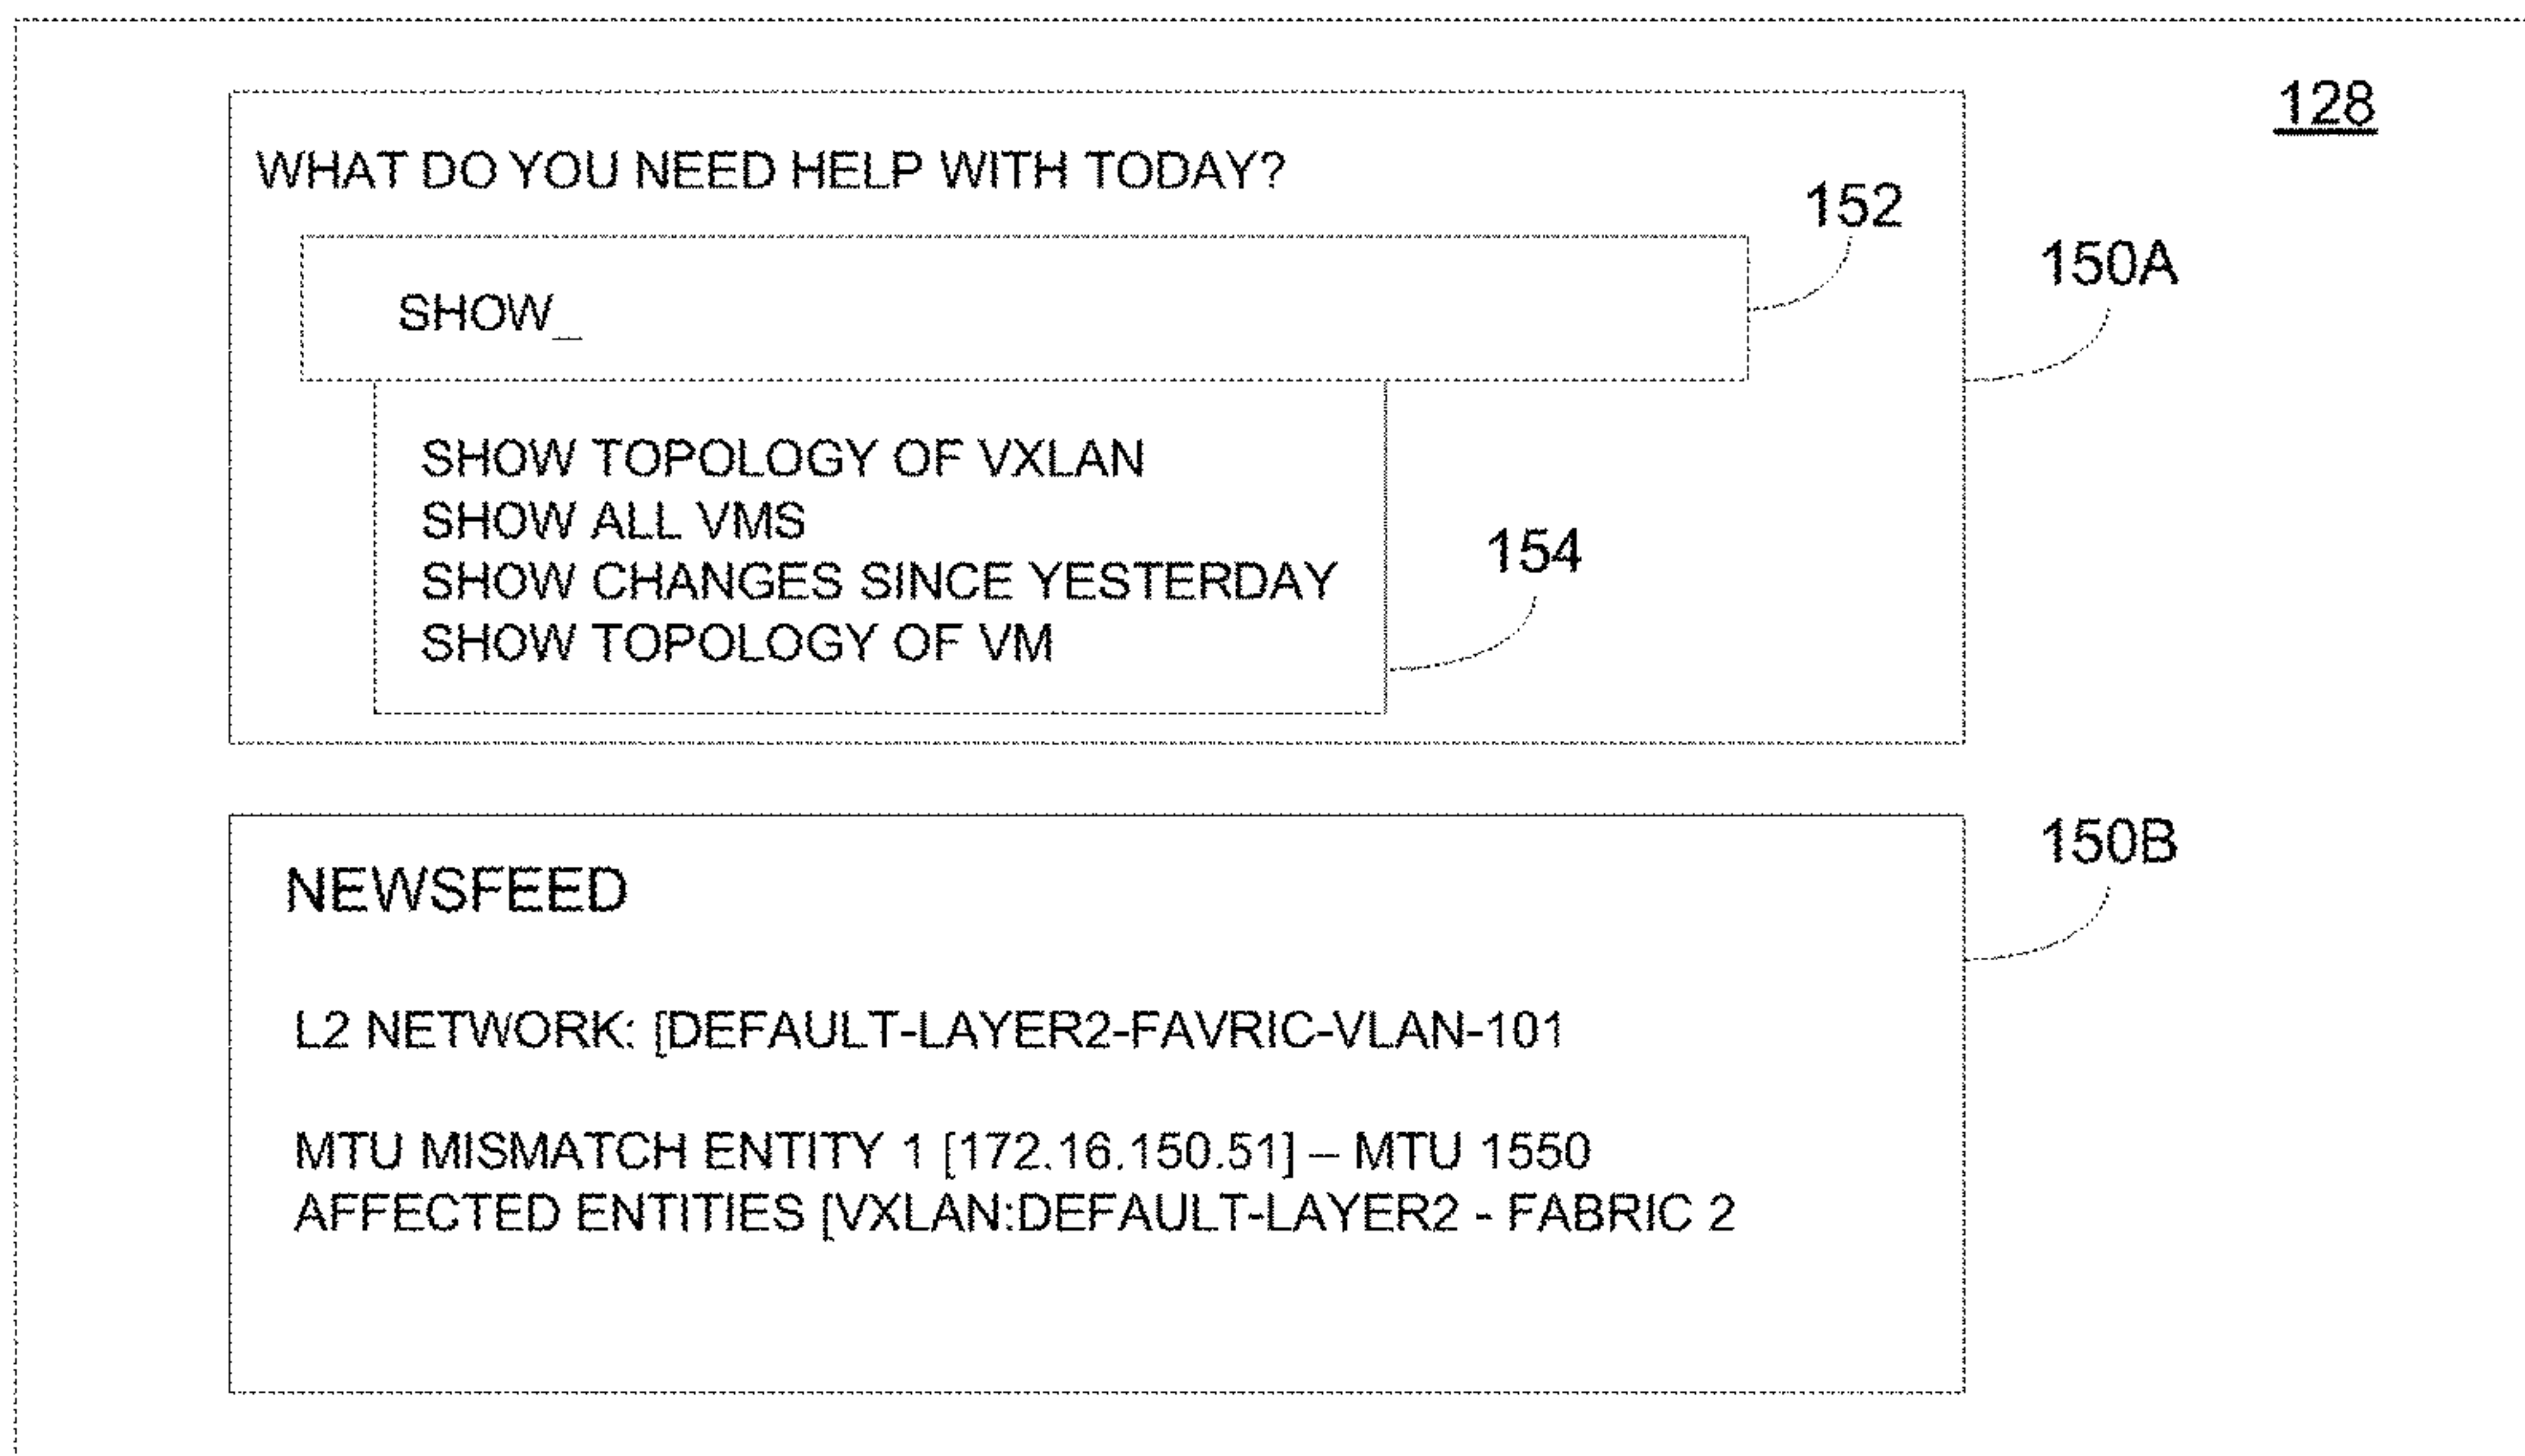 128
WHAT DO YOU NEED HELP WITH TODAY?
152
150A
SHOW_
SHOW TOPOLOGY OF VXLAN
SHOW ALL VMS
SHOW CHANGES SINCE YESTERDAY
SHOW TOPOLOGY OF VM
154
150B
NEWSFEED
L2 NETWORK: [DEFAULT-LAYER2-FAVRIC-VLAN-101
MTU MISMATCH ENTITY 1 [172.16.150.51] – MTU 1550
AFFECTED ENTITIES [VXLAN:DEFAULT-LAYER2 - FABRIC 2